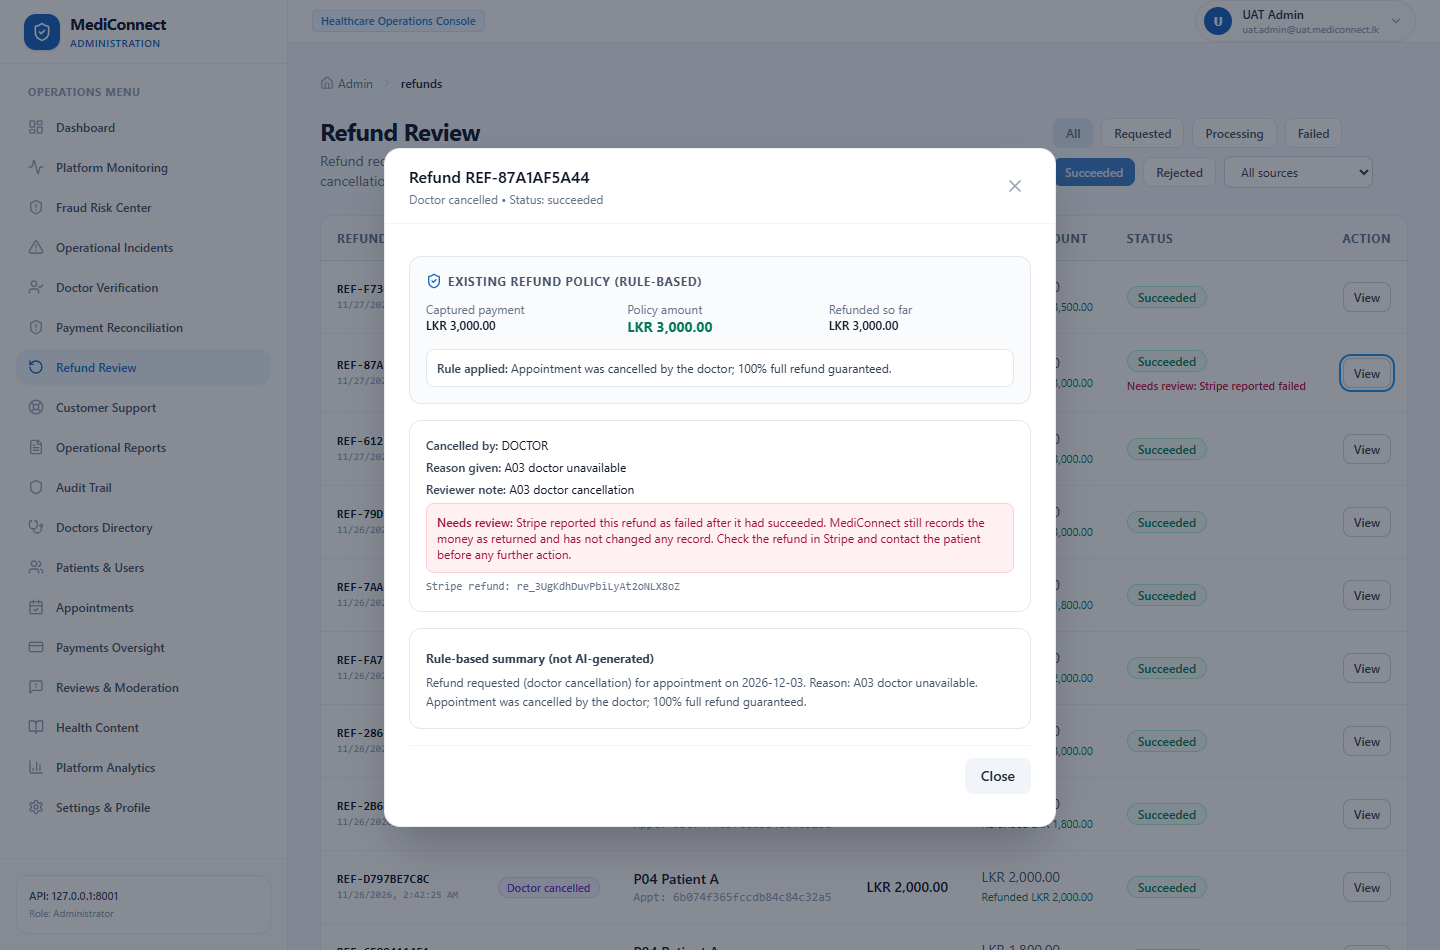 MediConnect
ADMINISTRATION
Healthcare Operations Console
U
UAT Admin
uat.admin@uat.mediconnect.lk
OPERATIONS MENU
Dashboard
Platform Monitoring
Fraud Risk Center
Operational Incidents
Doctor Verification
Payment Reconciliation
Refund Review
Customer Support
Operational Reports
Audit Trail
Doctors Directory
Patients & Users
Appointments
Payments Oversight
Reviews & Moderation
Health Content
Platform Analytics
Settings & Profile
API: 127.0.0.1:8001
Role: Administrator
Admin > refunds
Refund Review
All
Requested
Processing
Failed
Succeeded
Rejected
All sources
STATUS
ACTION
Refund REF-87A1AF5A44
Doctor cancelled • Status: succeeded
EXISTING REFUND POLICY (RULE-BASED)
Captured payment
LKR 3,000.00
Policy amount
LKR 3,000.00
Refunded so far
LKR 3,000.00
Rule applied: Appointment was cancelled by the doctor; 100% full refund guaranteed.
Cancelled by: DOCTOR
Reason given: A03 doctor unavailable
Reviewer note: A03 doctor cancellation
Needs review: Stripe reported this refund as failed after it had succeeded. MediConnect still records the
money as returned and has not changed any record. Check the refund in Stripe and contact the patient
before any further action.
Stripe refund: re_3UgKdhDuvPbiLyAt2oNLX8oZ
Rule-based summary (not AI-generated)
Refund requested (doctor cancellation) for appointment on 2026-12-03. Reason: A03 doctor unavailable.
Appointment was cancelled by the doctor; 100% full refund guaranteed.
Close
Succeeded
View
Succeeded
Needs review: Stripe reported failed
View
Succeeded
View
Succeeded
View
Succeeded
View
Succeeded
View
Succeeded
View
Succeeded
View
REF-D797BE7C8C
11/26/2026, 2:42:25 AM
Doctor cancelled
P04 Patient A
Appt: 6b074f365fccdb84c84c32a5
LKR 2,000.00
LKR 2,000.00
Refunded LKR 2,000.00
Succeeded
View